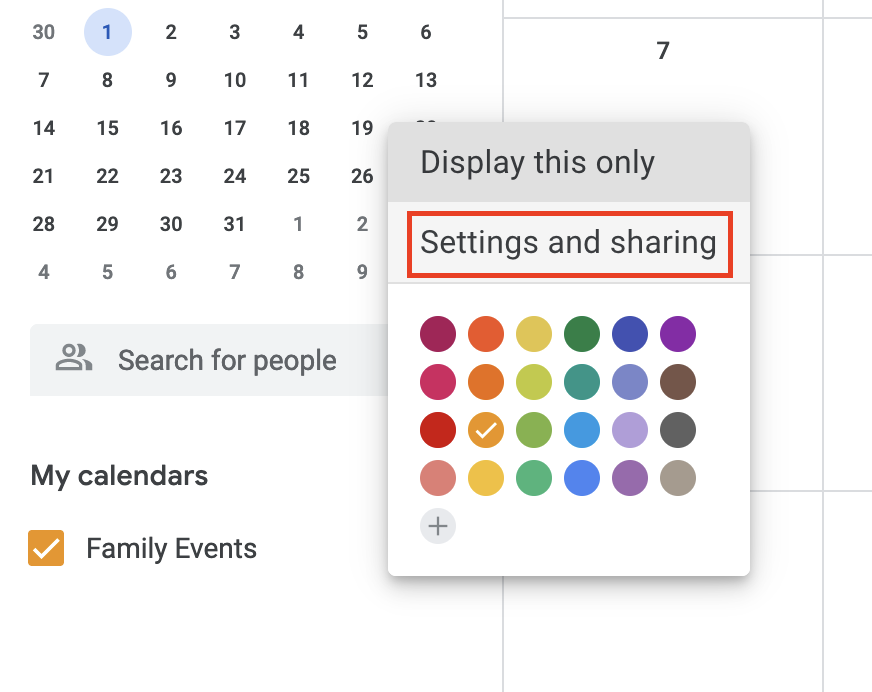 30 1 2 3 4 5 6
7 8 9 10 11 12 13
14 15 16 17 18 19
21 22 23 24 25 26
28 29 30 31 1 2
4 5 6 7 8 9
7
Display this only
Settings and sharing
Search for people
My calendars
Family Events